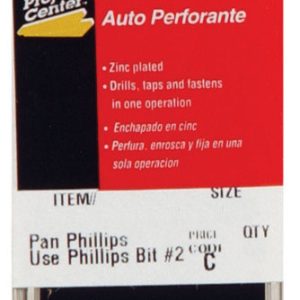 Center
Auto Perforante
• Zinc plated
• Drills, taps and fastens
in one operation
• Enchapado en cinc
• Perfura, enrosca y fija en una
sola operacion
ITEM# SIZE
Pan Phillips PRICE QTY
Use Phillips Bit #2 CODE
C